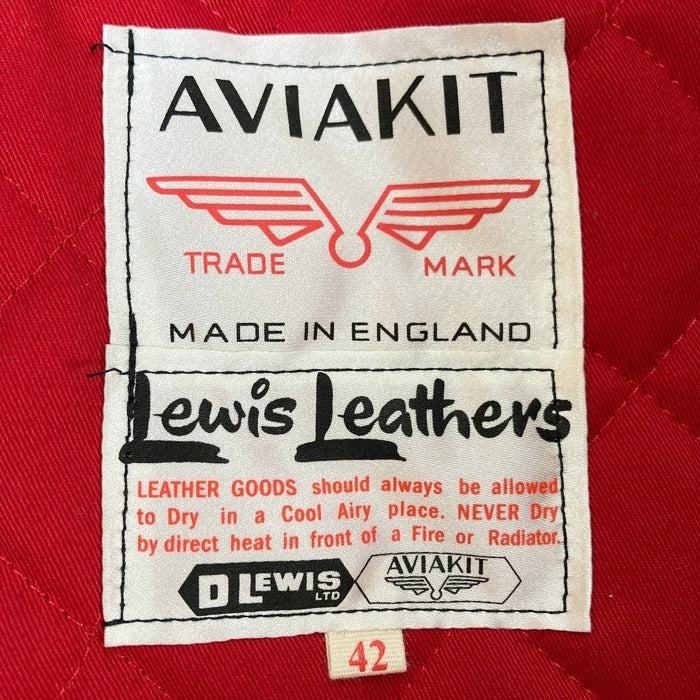 AVIAKIT
TRADE MARK
MADE IN ENGLAND
Lewis Leathers
LEATHER GOODS should always be allowed
to Dry in a Cool Airy place. NEVER Dry
by direct heat in front of a Fire or Radiator.
D LEWIS LTD AVIAKIT
42